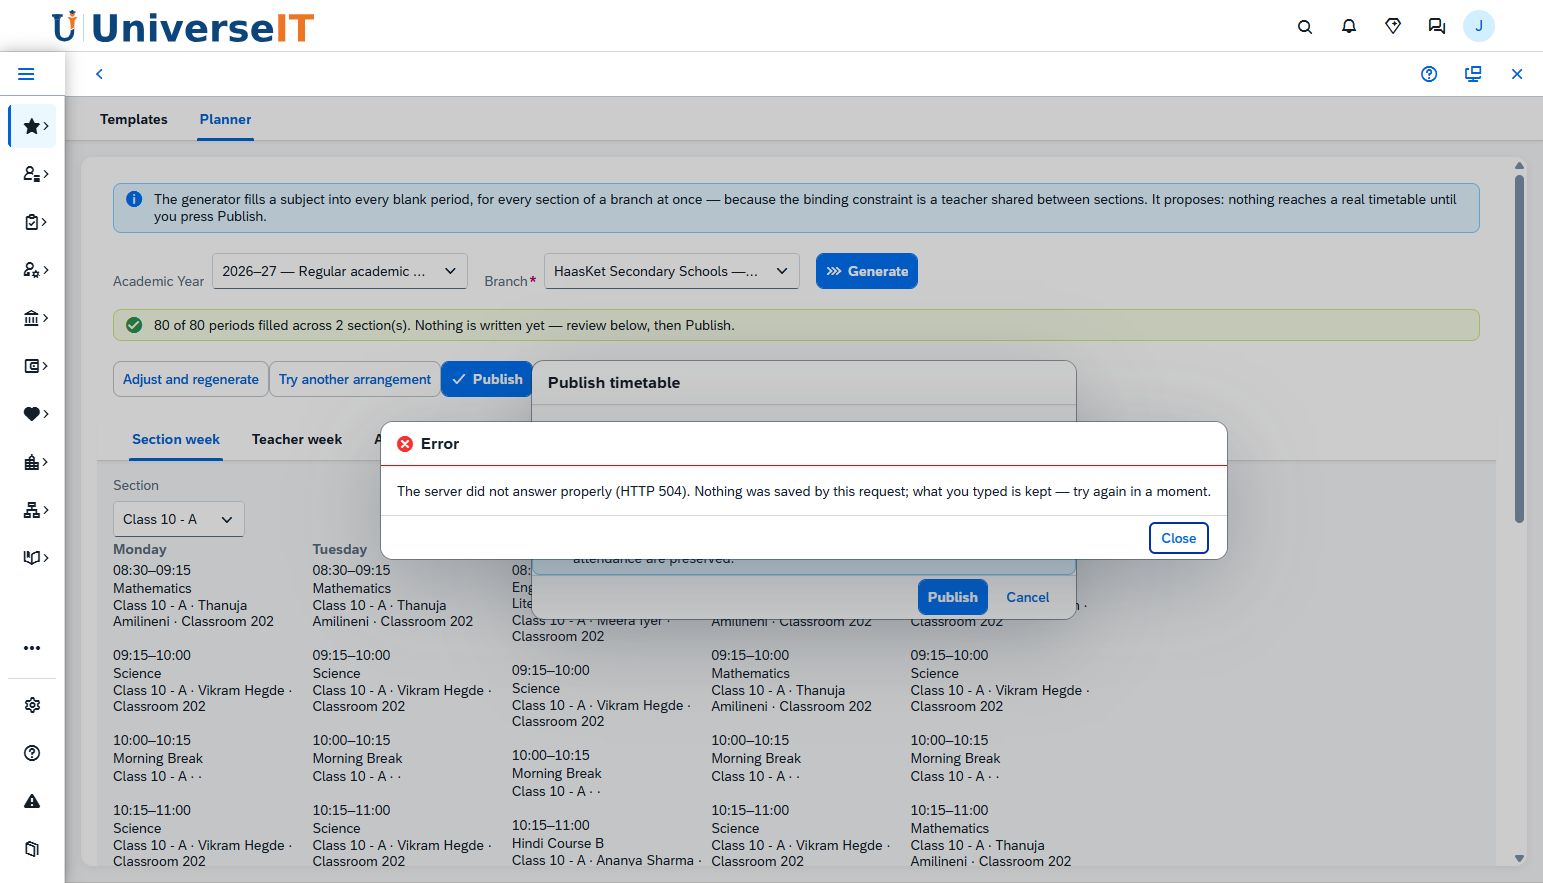 UniverseIT
J
Templates
Planner
The generator fills a subject into every blank period, for every section of a branch at once — because the binding constraint is a teacher shared between sections. It proposes: nothing reaches a real timetable until
you press Publish.
Academic Year
2026–27 — Regular academic ...
Branch*
HaasKet Secondary Schools —...
Generate
80 of 80 periods filled across 2 section(s). Nothing is written yet — review below, then Publish.
Adjust and regenerate
Try another arrangement
Publish
Publish timetable
Section week
Teacher week
Error
The server did not answer properly (HTTP 504). Nothing was saved by this request; what you typed is kept — try again in a moment.
Close
attendance are preserved.
Publish
Cancel
Section
Class 10 - A
Monday
08:30–09:15
Mathematics
Class 10 - A · Thanuja
Amilineni · Classroom 202
09:15–10:00
Science
Class 10 - A · Vikram Hegde ·
Classroom 202
10:00–10:15
Morning Break
Class 10 - A · ·
10:15–11:00
Science
Class 10 - A · Vikram Hegde ·
Classroom 202
Tuesday
08:30–09:15
Mathematics
Class 10 - A · Thanuja
Amilineni · Classroom 202
09:15–10:00
Science
Class 10 - A · Vikram Hegde ·
Classroom 202
10:00–10:15
Morning Break
Class 10 - A · ·
10:15–11:00
Science
Class 10 - A · Vikram Hegde ·
Classroom 202
Class 10 - A · Meera Iyer ·
Classroom 202
09:15–10:00
Science
Class 10 - A · Vikram Hegde ·
Classroom 202
10:00–10:15
Morning Break
Class 10 - A · ·
10:15–11:00
Hindi Course B
Class 10 - A · Ananya Sharma ·
Amilineni · Classroom 202
09:15–10:00
Mathematics
Class 10 - A · Thanuja
Amilineni · Classroom 202
10:00–10:15
Morning Break
Class 10 - A · ·
10:15–11:00
Science
Class 10 - A · Vikram Hegde ·
Classroom 202
Classroom 202
09:15–10:00
Science
Class 10 - A · Vikram Hegde ·
Classroom 202
10:00–10:15
Morning Break
Class 10 - A · ·
10:15–11:00
Mathematics
Class 10 - A · Thanuja
Amilineni · Classroom 202